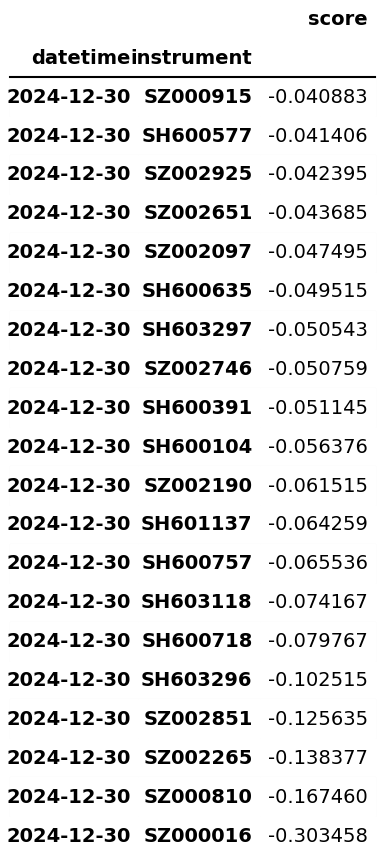 score
datetime instrument
2024-12-30 SZ000915 -0.040883
2024-12-30 SH600577 -0.041406
2024-12-30 SZ002925 -0.042395
2024-12-30 SZ002651 -0.043685
2024-12-30 SZ002097 -0.047495
2024-12-30 SH600635 -0.049515
2024-12-30 SH603297 -0.050543
2024-12-30 SZ002746 -0.050759
2024-12-30 SH600391 -0.051145
2024-12-30 SH600104 -0.056376
2024-12-30 SZ002190 -0.061515
2024-12-30 SH601137 -0.064259
2024-12-30 SH600757 -0.065536
2024-12-30 SH603118 -0.074167
2024-12-30 SH600718 -0.079767
2024-12-30 SH603296 -0.102515
2024-12-30 SZ002851 -0.125635
2024-12-30 SZ002265 -0.138377
2024-12-30 SZ000810 -0.167460
2024-12-30 SZ000016 -0.303458